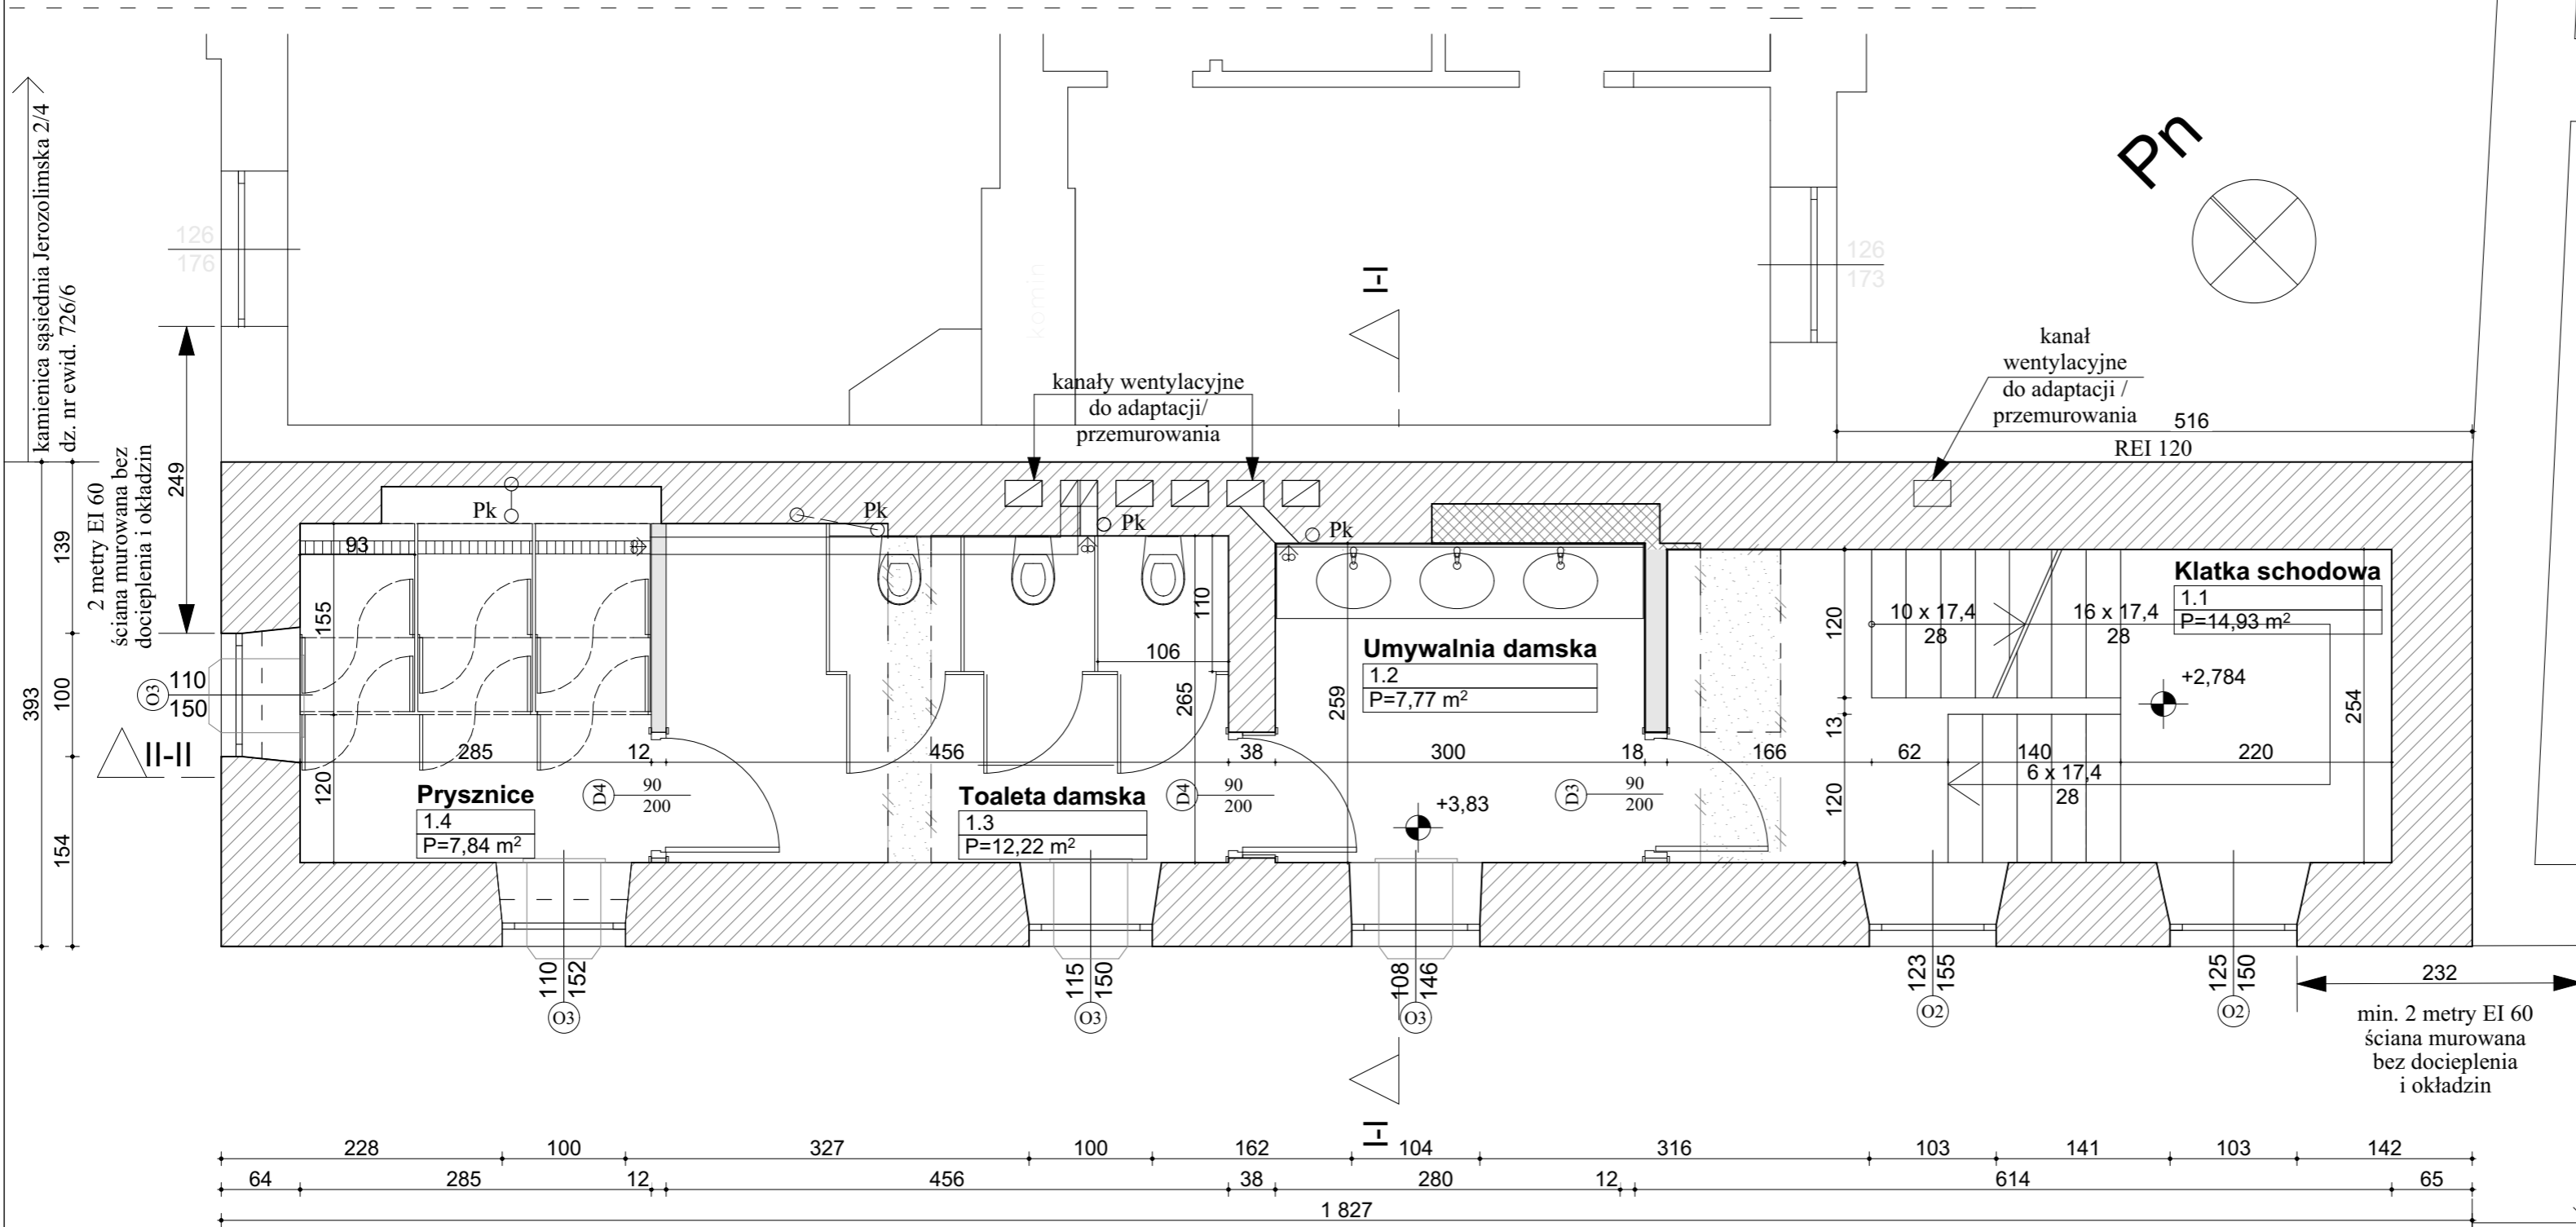 kamienica sąsiednia Jerozolimska 2/4
dz. nr ewid. 726/6
126
176
komin
126
173
Pn
I-I
kanały wentylacyjne
do adaptacji/
przemurowania
kanał
wentylacyjne
do adaptacji /
przemurowania
516
REI 120
249
2 metry EI 60
ściana murowana bez
docieplenia i okładzin
393
139
100
154
O3
110
150
II-II
Pk
Pk
Pk
Pk
93
155
120
285
12
Prysznice
1.4
P=7,84 m²
D4
90
200
456
106
110
265
Toaleta damska
1.3
P=12,22 m²
38
D4
90
200
259
Umywalnia damska
1.2
P=7,77 m²
300
18
+3,83
D3
90
200
166
62
140
220
120
13
120
10 x 17,4
28
16 x 17,4
28
6 x 17,4
28
Klatka schodowa
1.1
P=14,93 m²
+2,784
254
110
152
O3
115
150
O3
108
146
O3
123
155
O2
125
150
O2
232
min. 2 metry EI 60
ściana murowana
bez docieplenia
i okładzin
I-I
228 100 327 100 162 104 316 103 141 103 142
64 285 12 456 38 280 12 614 65
1 827